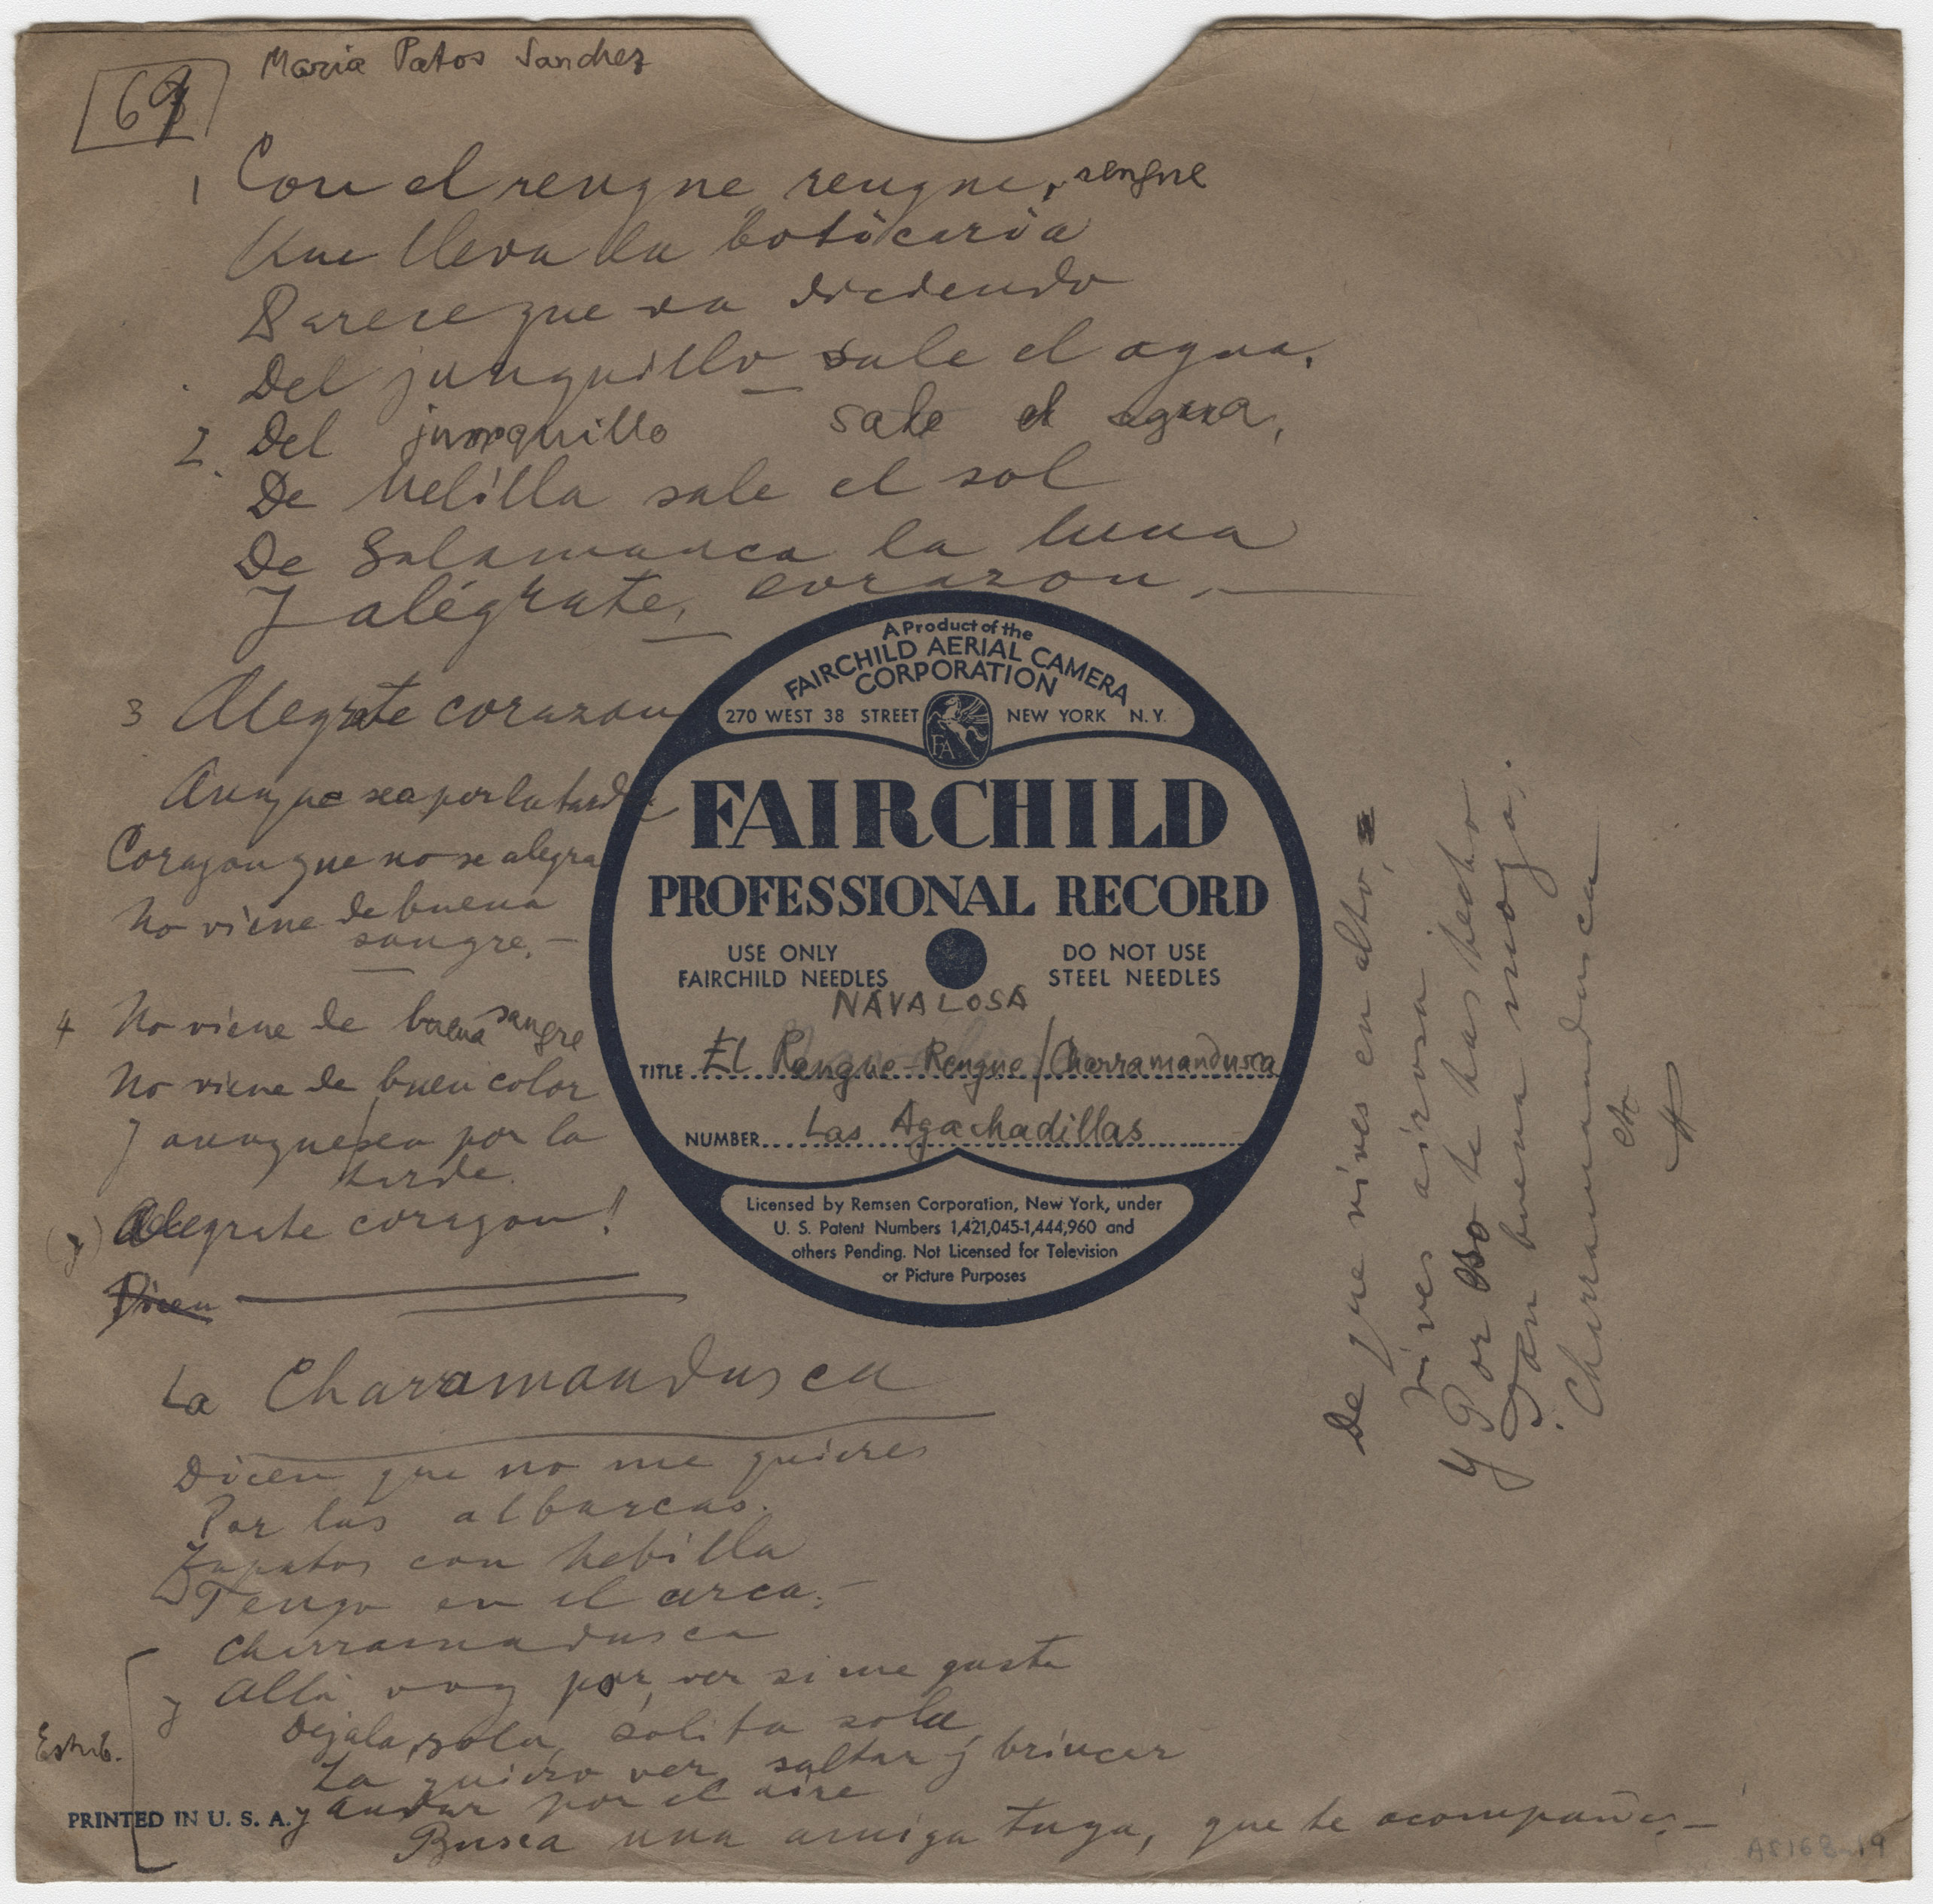 69
Maria Patos Sanchez
1 Con el rengue rengue, rengue
Que lleva la boticaria
Parece que va diciendo
Del junquillo sale el agua.
2. Del junquillo sale el agua,
De Melilla sale el sol
De Salamanca la luna
Y alégrate, corazon.—
3 Alegrate corazon
Aunque sea por la tarde
Corazon que no se alegra
No viene de buena
sangre.—
4 No viene de buena sangre
No viene de buen color
Y aunque sea por la
tarde.
(y) Alegrate corazon!
Dicen
La Charramandusca
Dicen que no me quieres
Por las albarcas.
Zapatos con hebilla
Tengo en el arca.—
Estrib.
Charramadusca
y Allá voy por ver si me gusta
Dejala sola, solita sola
La quiero ver saltar y brincar
y andar por el aire
Busca una amiga tuya, que te acompañe.—
A Product of the
FAIRCHILD AERIAL CAMERA
CORPORATION
270 WEST 38 STREET NEW YORK N.Y.
FA
FAIRCHILD
PROFESSIONAL RECORD
USE ONLY
FAIRCHILD NEEDLES
DO NOT USE
STEEL NEEDLES
NAVALOSA
TITLE El Rengue-Rengue/Charramandusca
NUMBER Las Agachadillas
Licensed by Remsen Corporation, New York, under
U. S. Patent Numbers 1,421,045-1,444,960 and
others Pending. Not Licensed for Television
or Picture Purposes
De que vives en alto,
vives airosa
Y Por eso te has hecho
Tan buena moza.
Charramandusca
etc
PRINTED IN U. S. A.
A5168-19